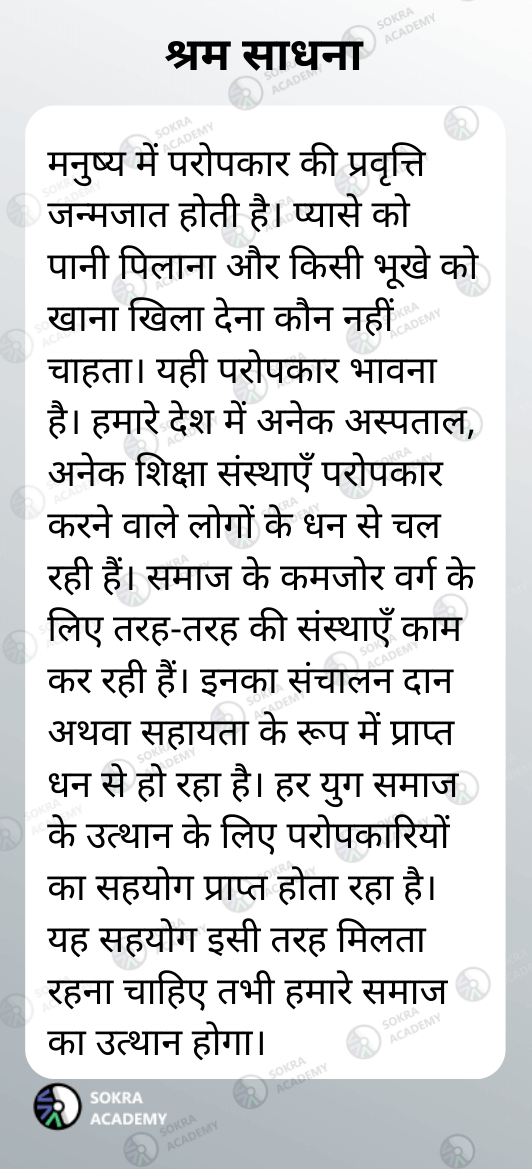 श्रम साधना
मनुष्य में परोपकार की प्रवृत्ति
जन्मजात होती है। प्यासे को
पानी पिलाना और किसी भूखे को
खाना खिला देना कौन नहीं
चाहता। यही परोपकार भावना
है। हमारे देश में अनेक अस्पताल,
अनेक शिक्षा संस्थाएँ परोपकार
करने वाले लोगों के धन से चल
रही हैं। समाज के कमजोर वर्ग के
लिए तरह-तरह की संस्थाएँ काम
कर रही हैं। इनका संचालन दान
अथवा सहायता के रूप में प्राप्त
धन से हो रहा है। हर युग समाज
के उत्थान के लिए परोपकारियों
का सहयोग प्राप्त होता रहा है।
यह सहयोग इसी तरह मिलता
रहना चाहिए तभी हमारे समाज
का उत्थान होगा।
SOKRA
ACADEMY